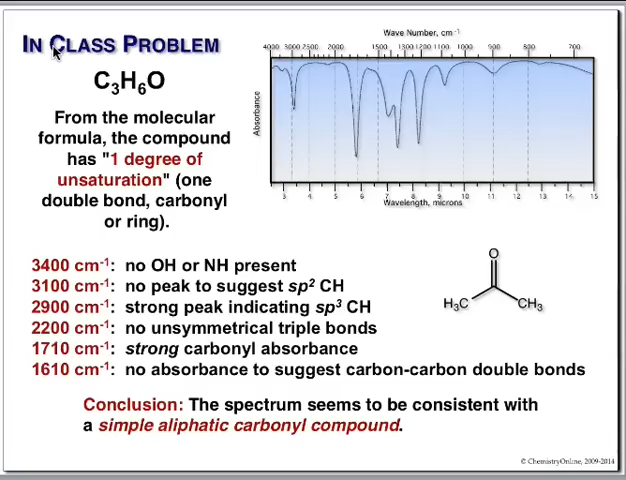 IN CLASS PROBLEM
C3H6O
From the molecular
formula, the compound
has "1 degree of
unsaturation" (one
double bond, carbonyl
or ring).
Wave Number, cm-1
4000 3000 2500 2000 1500 1300 1200 1100 1000 900 800 700
Absorbance
3 4 5 6 7 8 9 10 11 12 13 14 15
Wavelength, microns
3400 cm-1: no OH or NH present
3100 cm-1: no peak to suggest sp2 CH
2900 cm-1: strong peak indicating sp3 CH
2200 cm-1: no unsymmetrical triple bonds
1710 cm-1: strong carbonyl absorbance
1610 cm-1: no absorbance to suggest carbon-carbon double bonds
O
H3C CH3
Conclusion: The spectrum seems to be consistent with
a simple aliphatic carbonyl compound.
© ChemistryOnline, 2009-2014